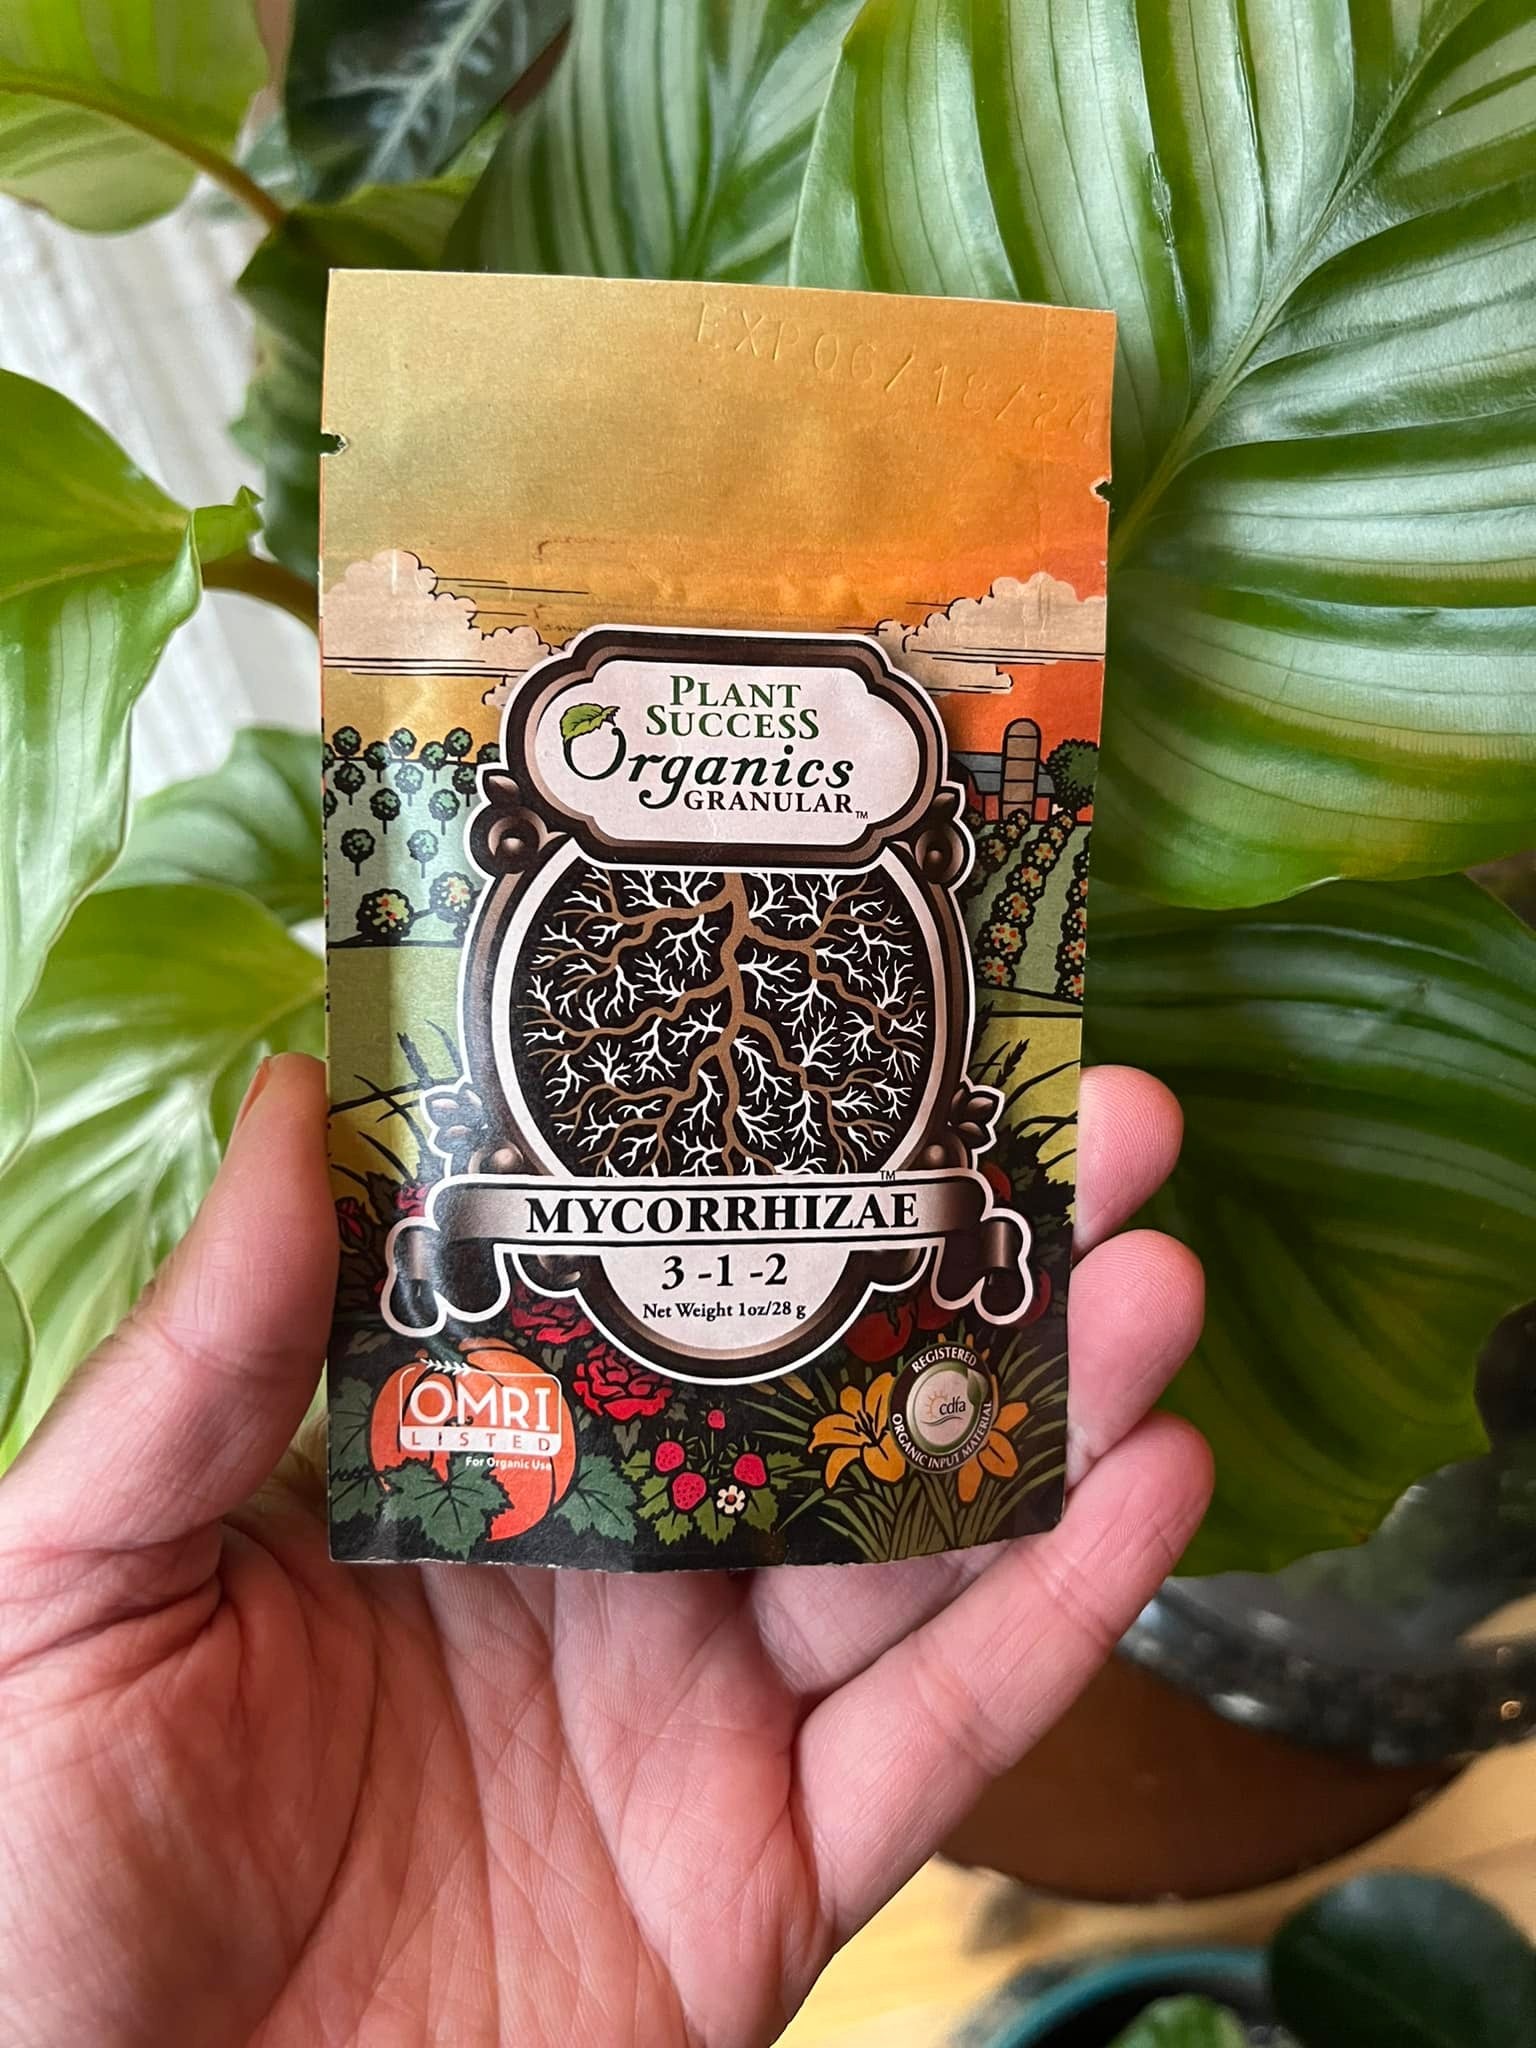 EXP 06/18/24
PLANT
SUCCESS
Organics
GRANULAR™
MYCORRHIZAE™
3 -1 -2
Net Weight 1oz/28 g
OMRI
LISTED
For Organic Use
REGISTERED
cdfa
ORGANIC INPUT MATERIAL